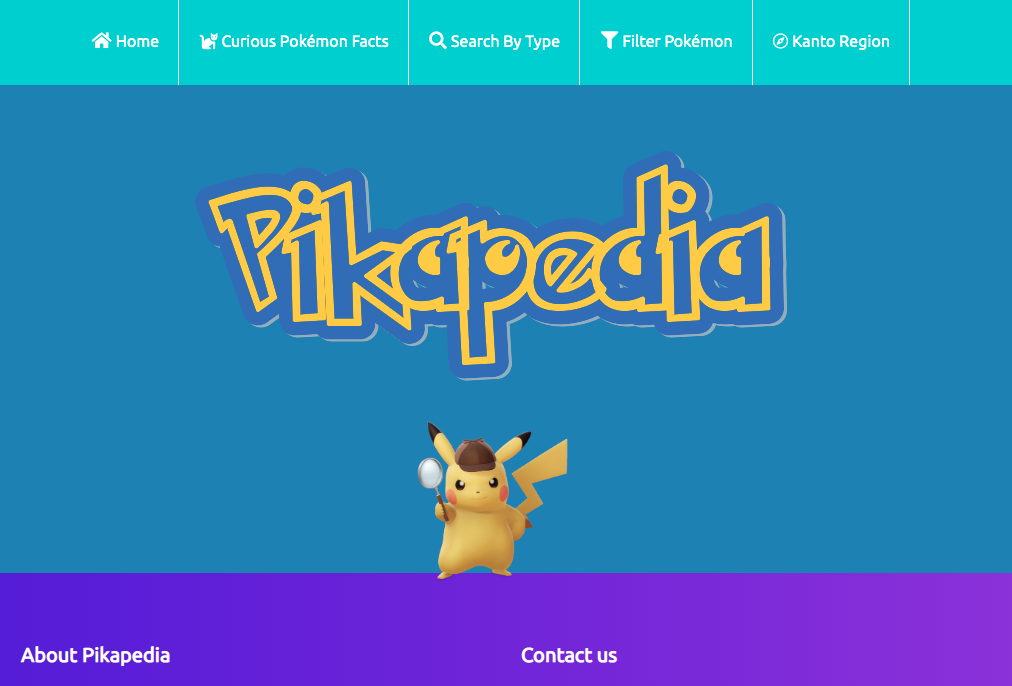 Home
Curious Pokémon Facts
Search By Type
Filter Pokémon
Kanto Region
Pikapedia
About Pikapedia
Contact us